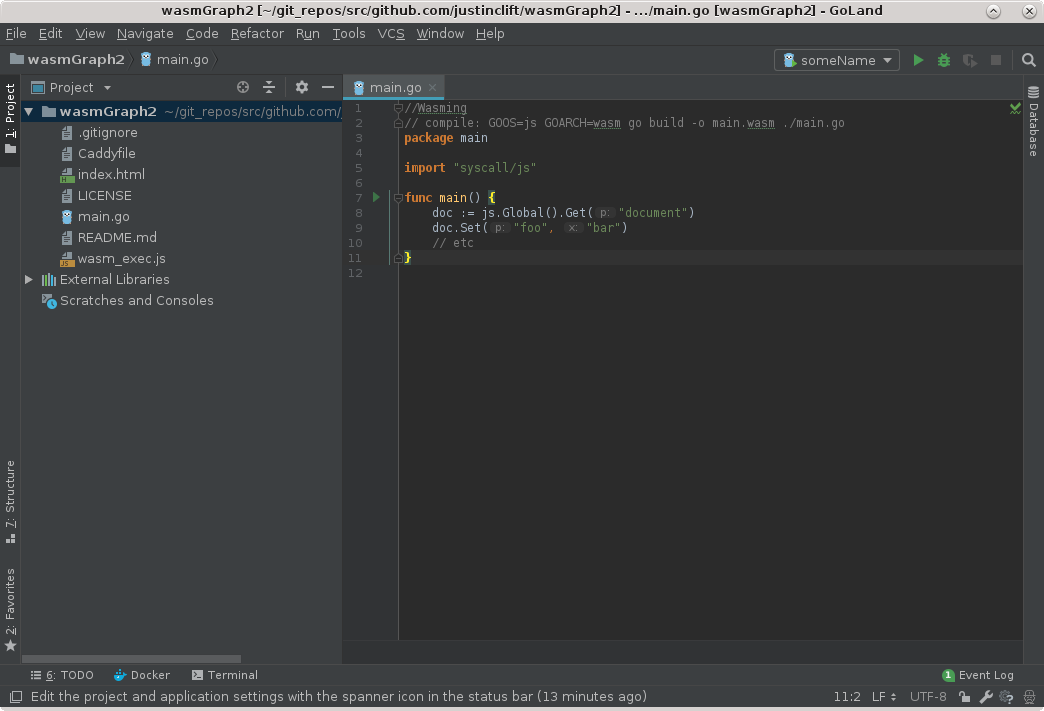 wasmGraph2 [~/git_repos/src/github.com/justinclift/wasmGraph2] - .../main.go [wasmGraph2] - GoLand
File Edit View Navigate Code Refactor Run Tools VCS Window Help
wasmGraph2 main.go someName
1: Project
Project
main.go
wasmGraph2 ~/git_repos/src/github.com/
.gitignore
Caddyfile
index.html
LICENSE
main.go
README.md
wasm_exec.js
External Libraries
Scratches and Consoles
1 //Wasming
2 // compile: GOOS=js GOARCH=wasm go build -o main.wasm ./main.go
3 package main
4
5 import "syscall/js"
6
7 func main() {
8 doc := js.Global().Get( p: "document")
9 doc.Set( p: "foo", x: "bar")
10 // etc
11 }
12
Database
7: Structure
2: Favorites
6: TODO Docker Terminal 1 Event Log
Edit the project and application settings with the spanner icon in the status bar (13 minutes ago) 11:2 LF UTF-8